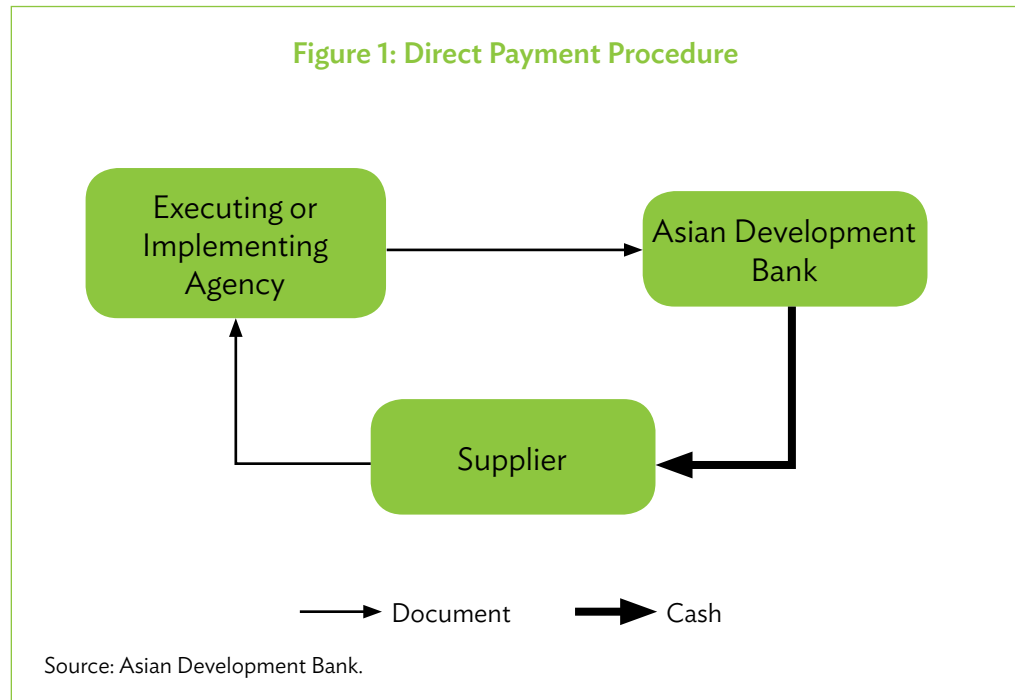 Figure 1: Direct Payment Procedure
Executing or
Implementing
Agency
Asian Development
Bank
Supplier
Document
Cash
Source: Asian Development Bank.